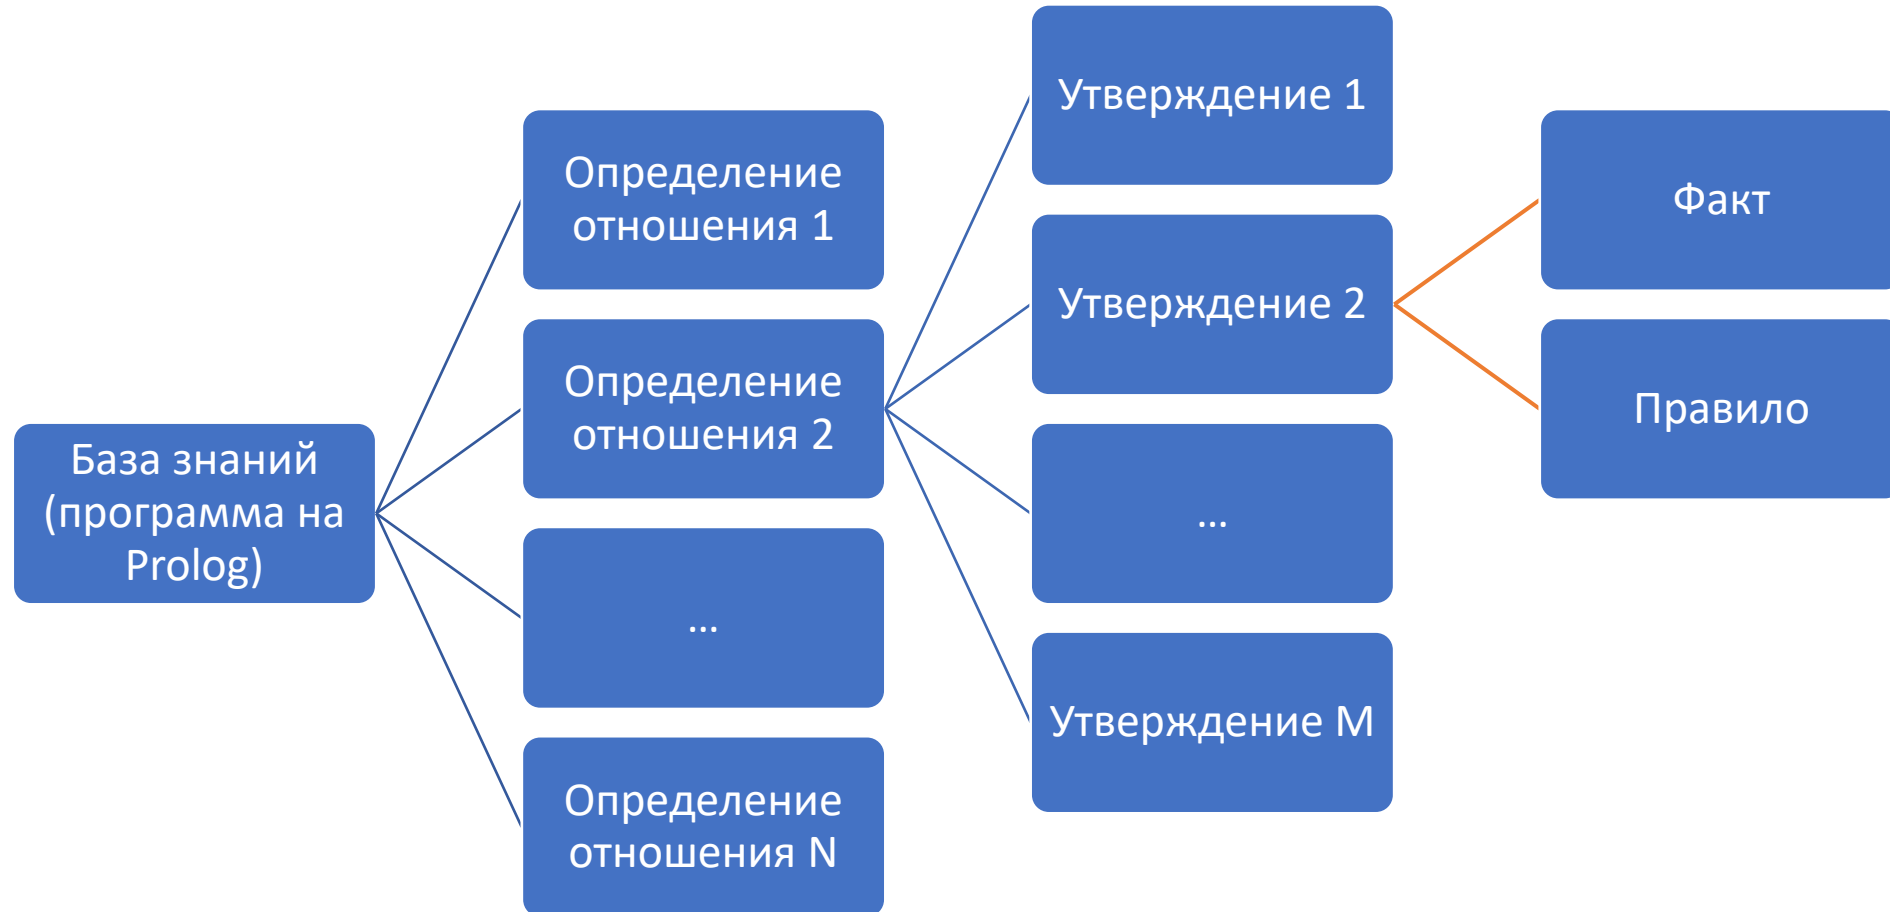 База знаний
(программа на
Prolog)
Определение
отношения 1
Определение
отношения 2
...
Определение
отношения N
Утверждение 1
Утверждение 2
...
Утверждение M
Факт
Правило